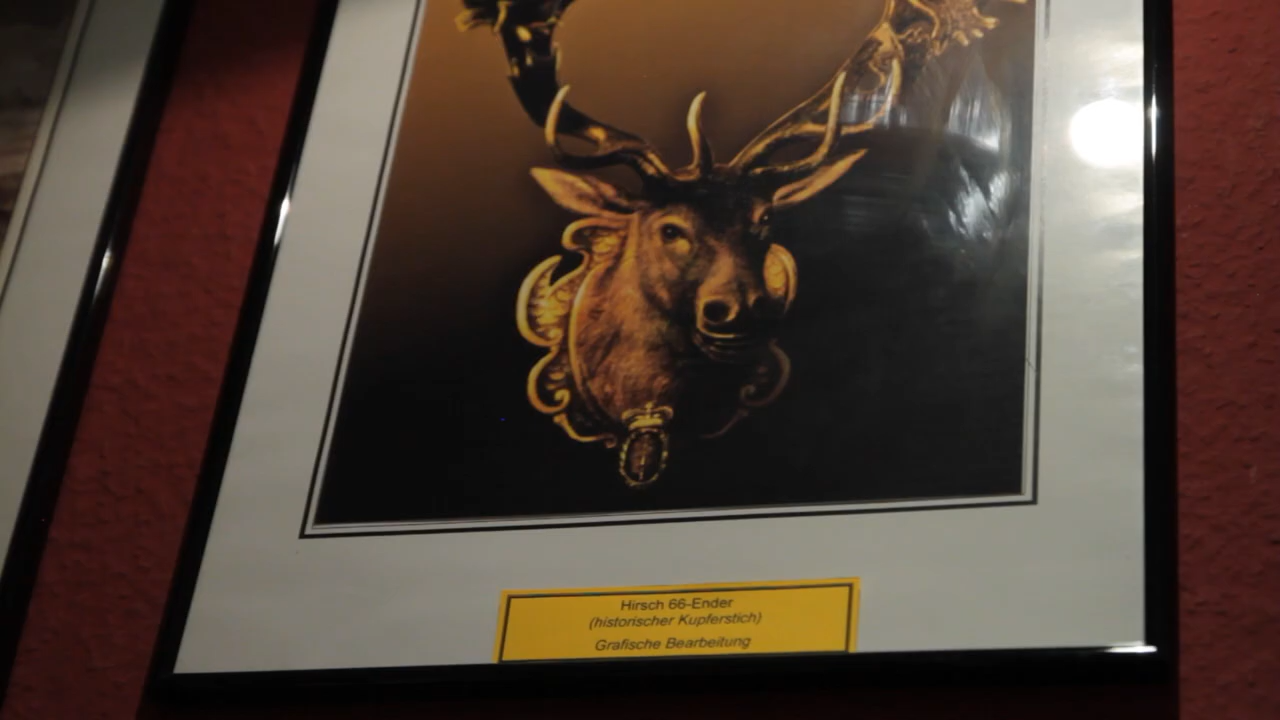 Hirsch 66-Ender
(historischer Kupferstich)
Grafische Bearbeitung